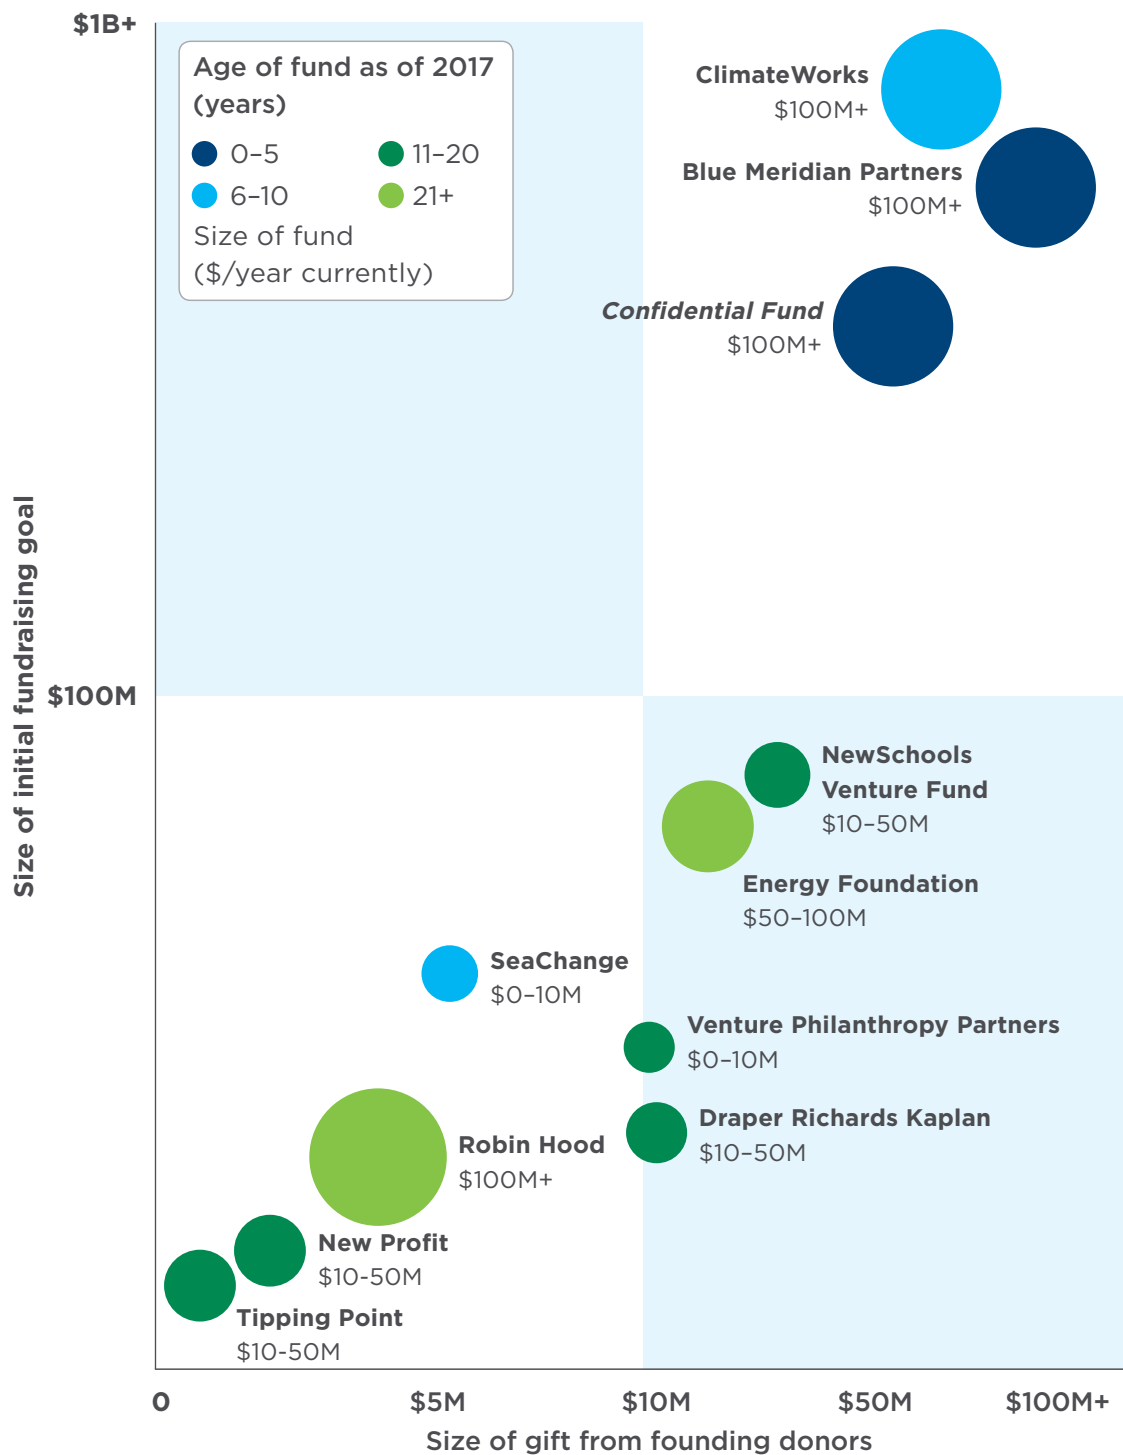 $1B+
Age of fund as of 2017
(years)
0–5
11–20
6–10
21+
Size of fund
($/year currently)
ClimateWorks
$100M+
Blue Meridian Partners
$100M+
Confidential Fund
$100M+
Size of initial fundraising goal
$100M
NewSchools
Venture Fund
$10–50M
Energy Foundation
$50–100M
SeaChange
$0–10M
Venture Philanthropy Partners
$0–10M
Draper Richards Kaplan
$10–50M
Robin Hood
$100M+
New Profit
$10-50M
Tipping Point
$10-50M
0
$5M
$10M
$50M
$100M+
Size of gift from founding donors